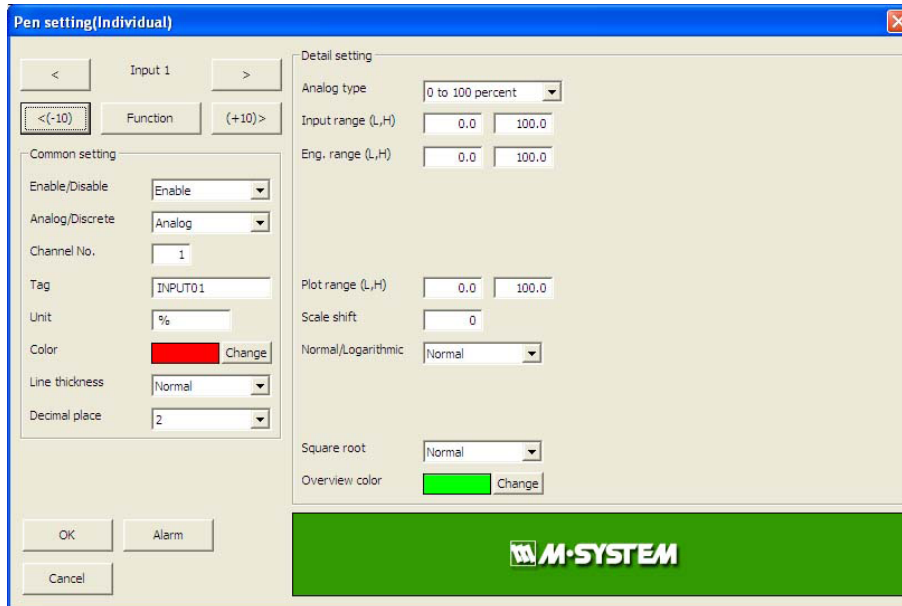 Pen setting(Individual)
< Input 1 >
<(-10) Function (+10)>
Common setting
Enable/Disable Enable
Analog/Discrete Analog
Channel No. 1
Tag INPUT01
Unit %
Color Change
Line thickness Normal
Decimal place 2
OK Alarm
Cancel
Detail setting
Analog type 0 to 100 percent
Input range (L,H) 0.0 100.0
Eng. range (L,H) 0.0 100.0
Plot range (L,H) 0.0 100.0
Scale shift 0
Normal/Logarithmic Normal
Square root Normal
Overview color Change
M·SYSTEM